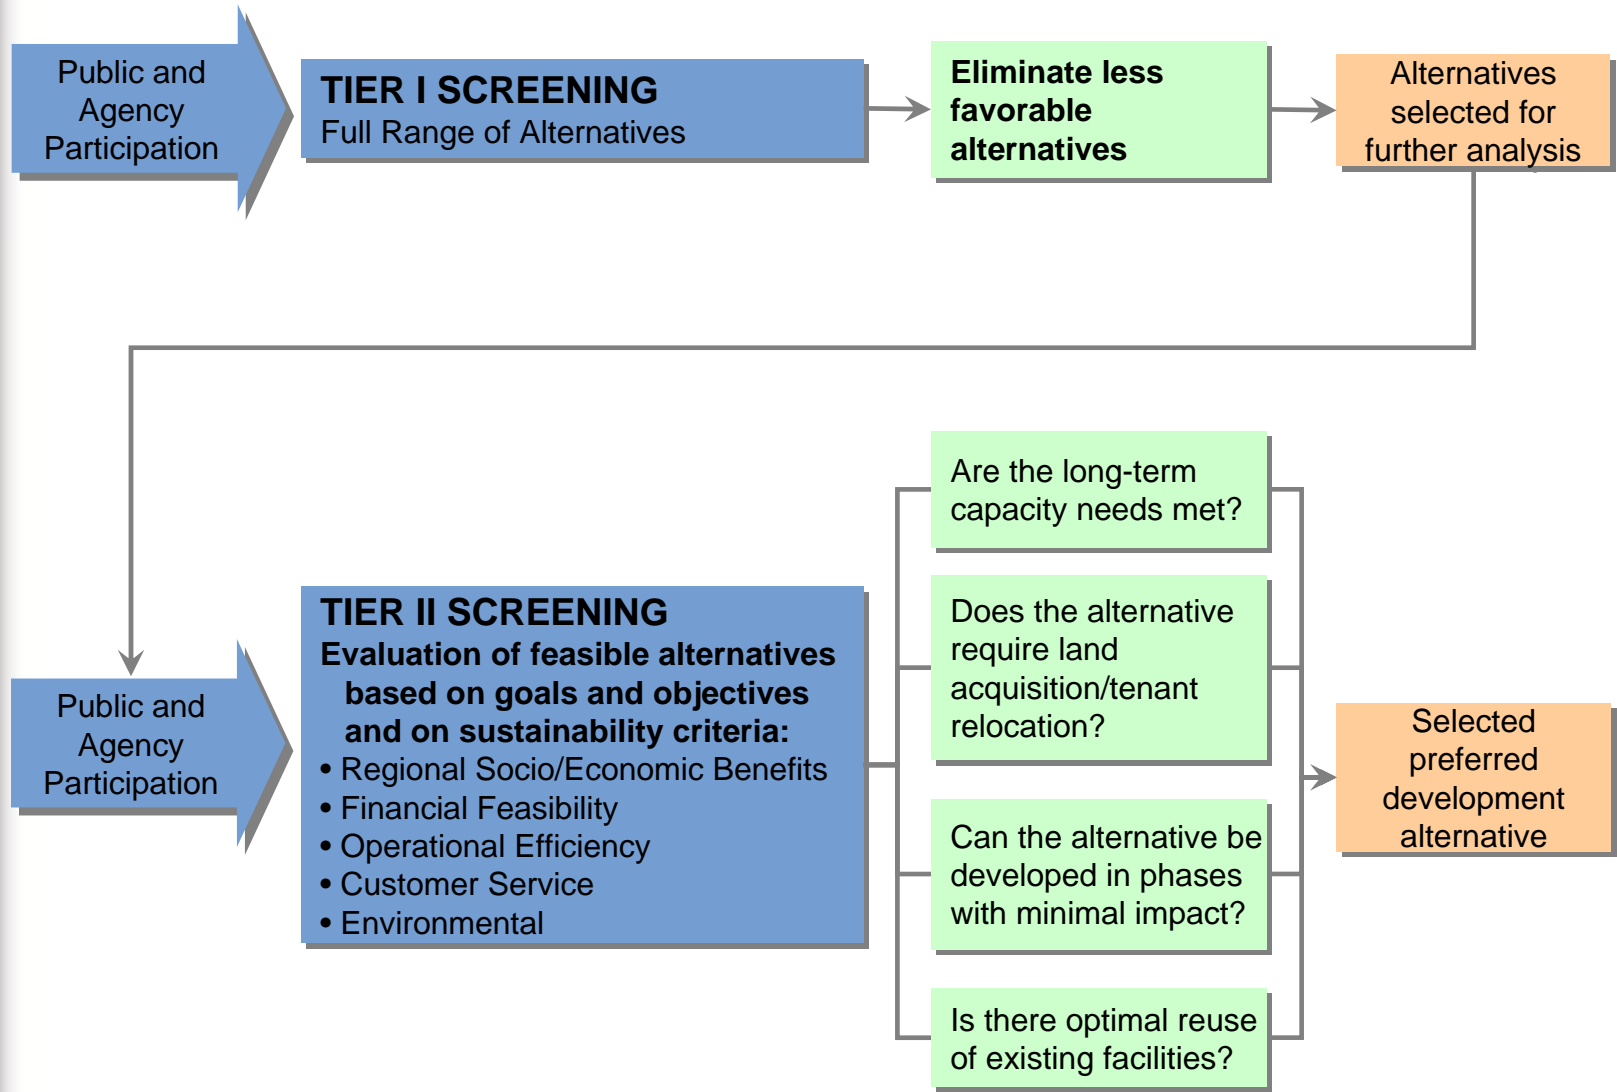 Public and
Agency
Participation
TIER I SCREENING
Full Range of Alternatives
Eliminate less
favorable
alternatives
Alternatives
selected for
further analysis
Public and
Agency
Participation
TIER II SCREENING
Evaluation of feasible alternatives
based on goals and objectives
and on sustainability criteria:
• Regional Socio/Economic Benefits
• Financial Feasibility
• Operational Efficiency
• Customer Service
• Environmental
Are the long-term
capacity needs met?
Does the alternative
require land
acquisition/tenant
relocation?
Can the alternative be
developed in phases
with minimal impact?
Is there optimal reuse
of existing facilities?
Selected
preferred
development
alternative